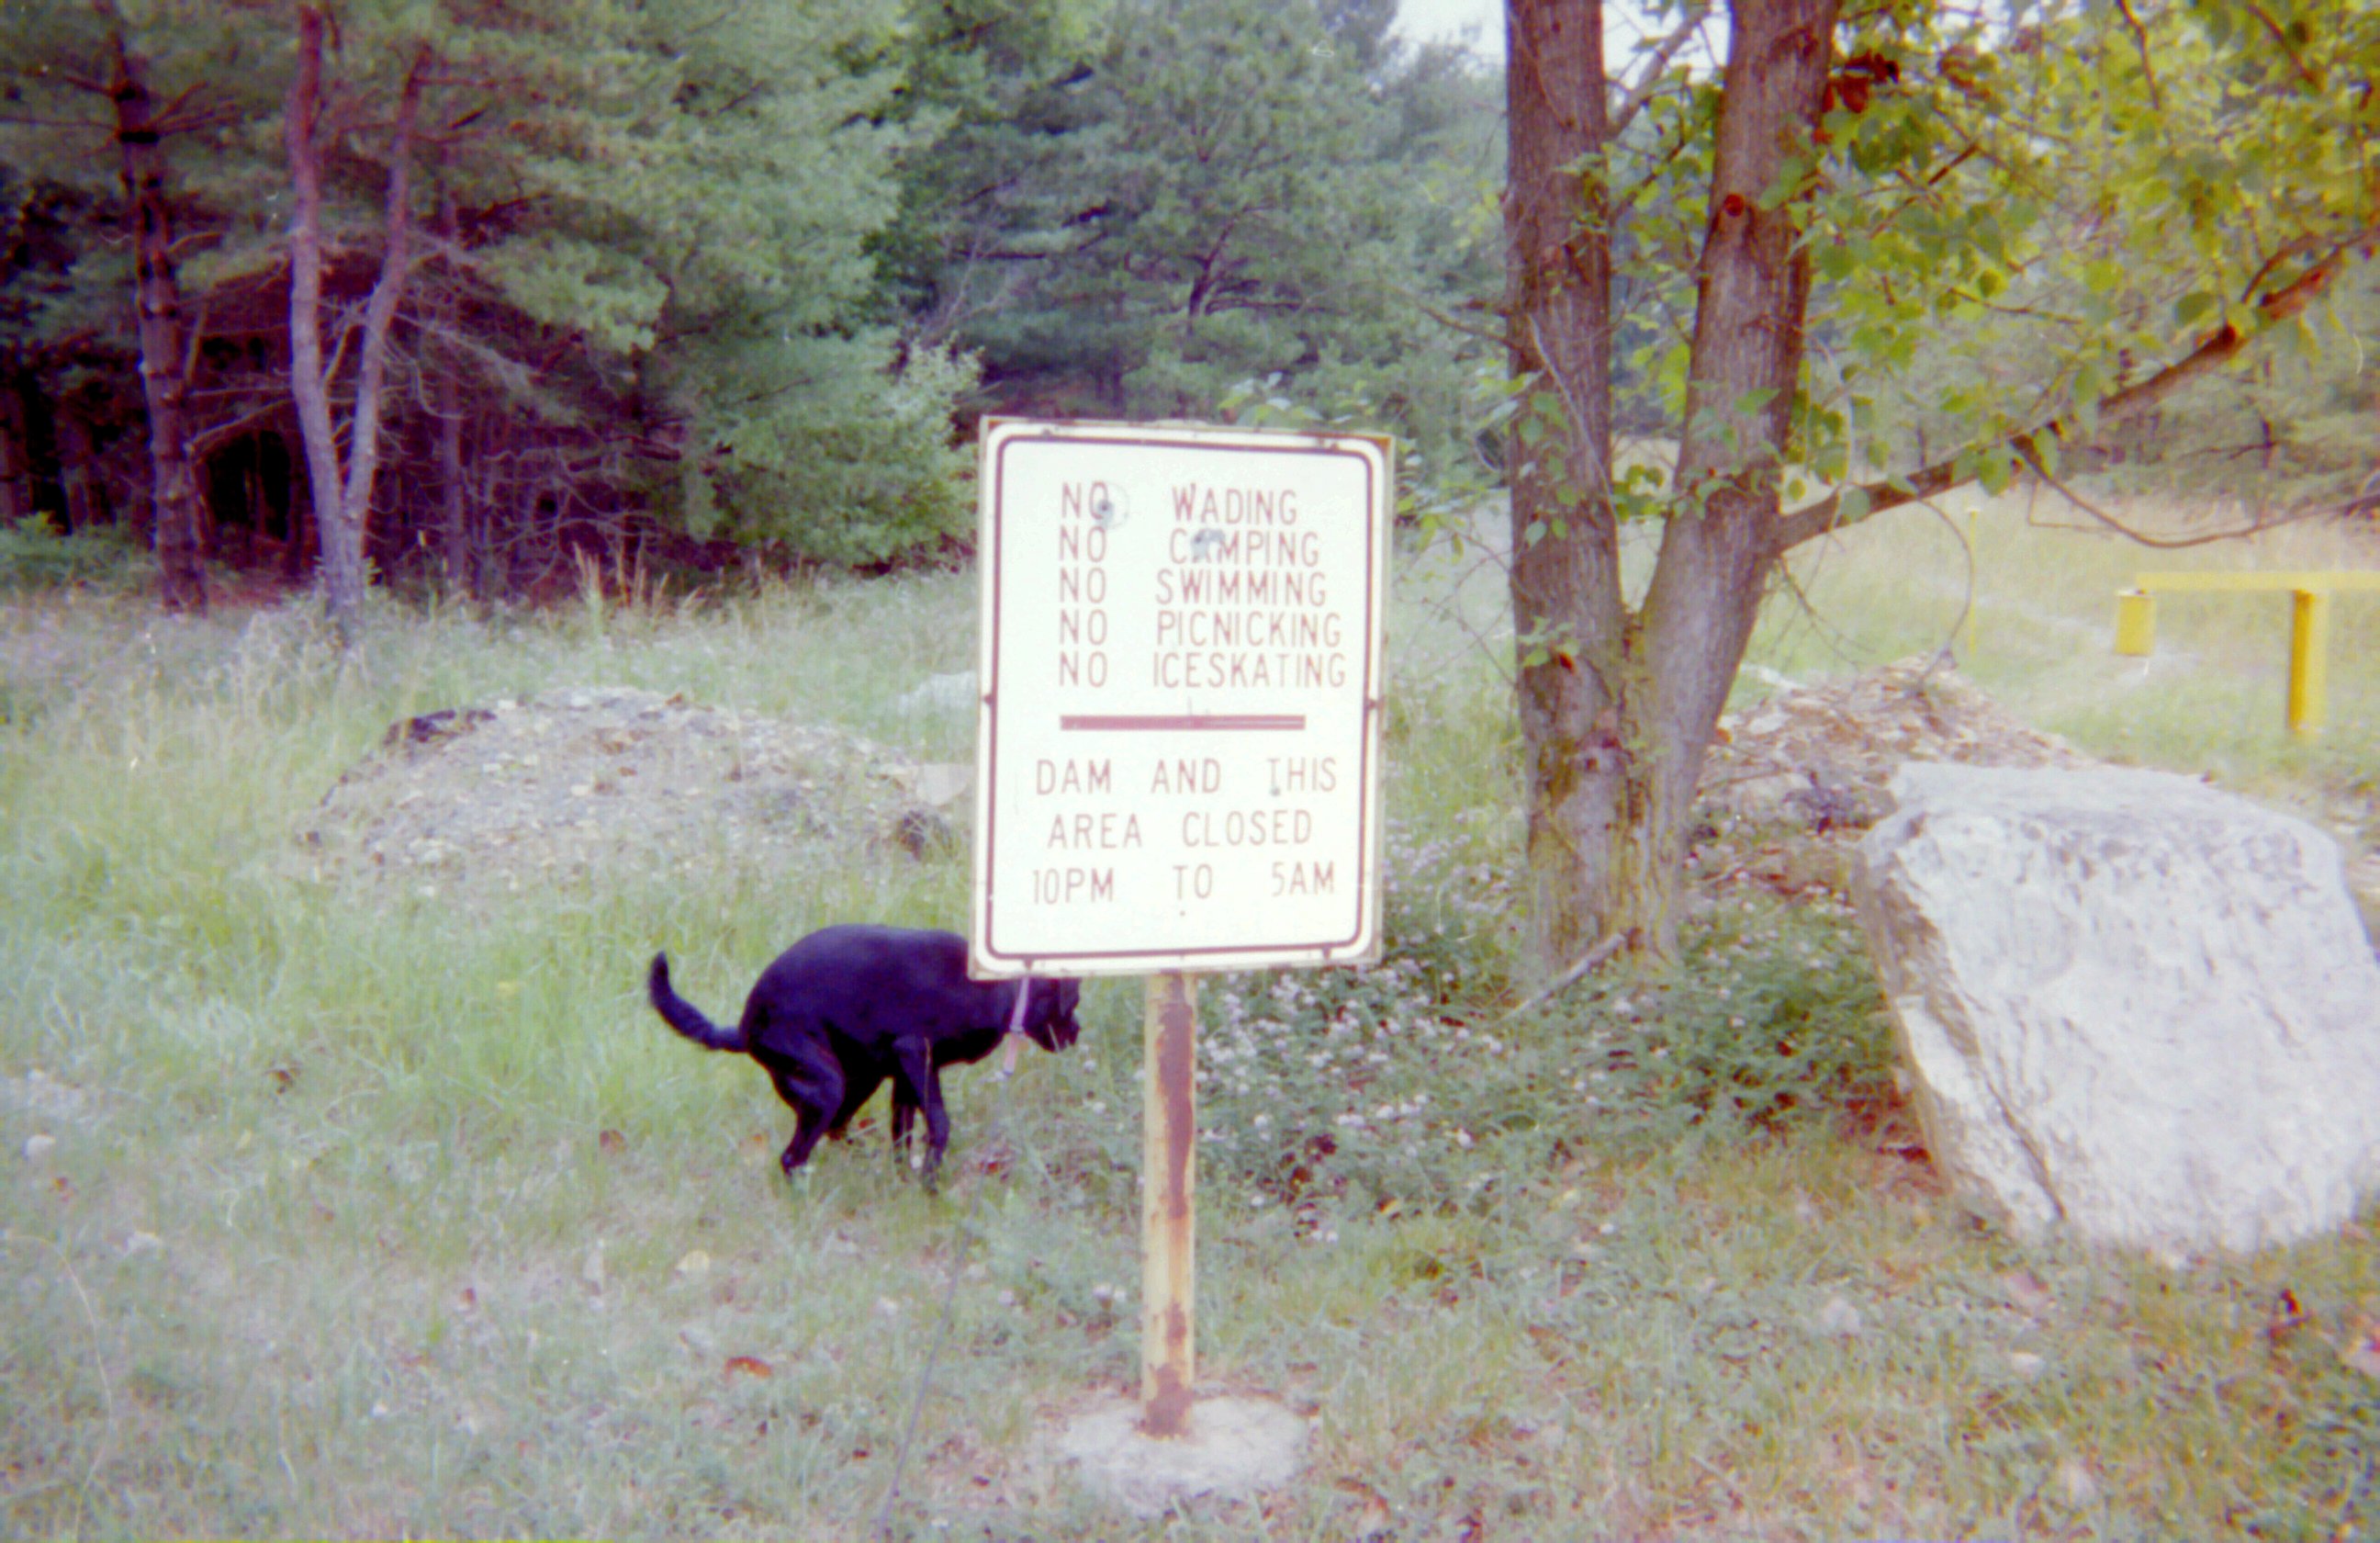 NO WADING
NO CAMPING
NO SWIMMING
NO PICNICKING
NO ICESKATING
DAM AND THIS
AREA CLOSED
10PM TO 5AM